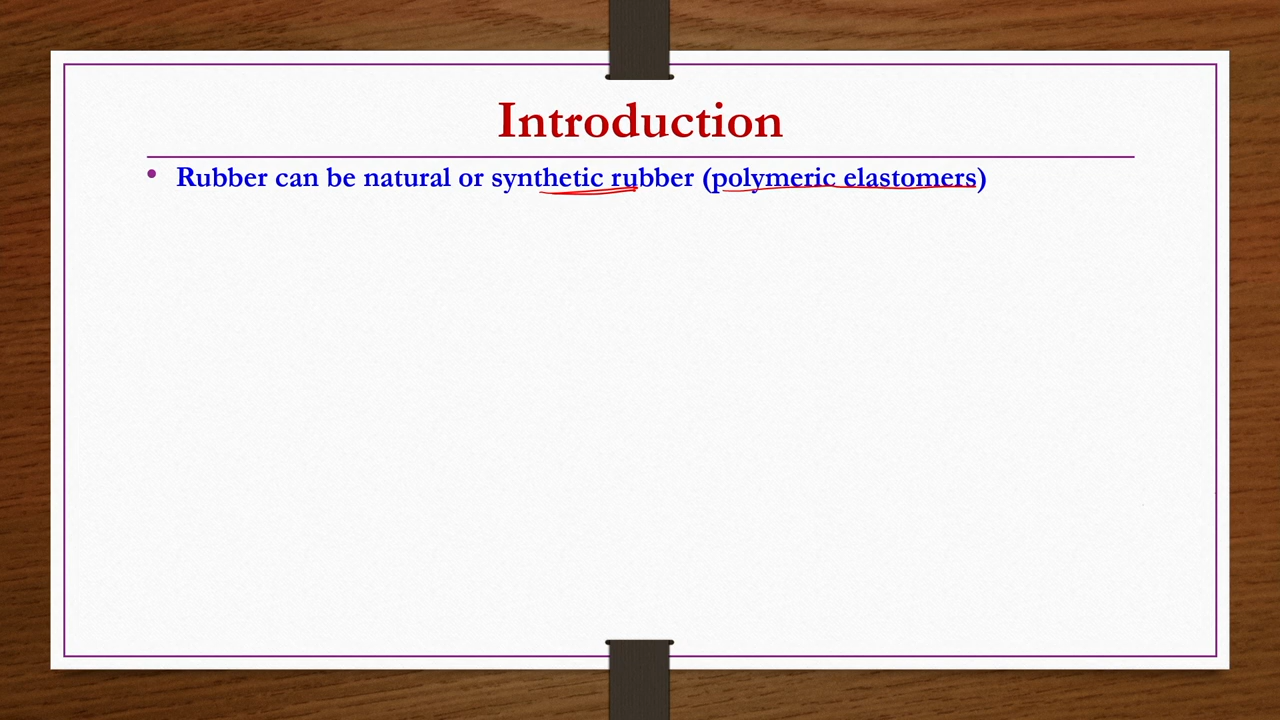 Introduction
• Rubber can be natural or synthetic rubber (polymeric elastomers)